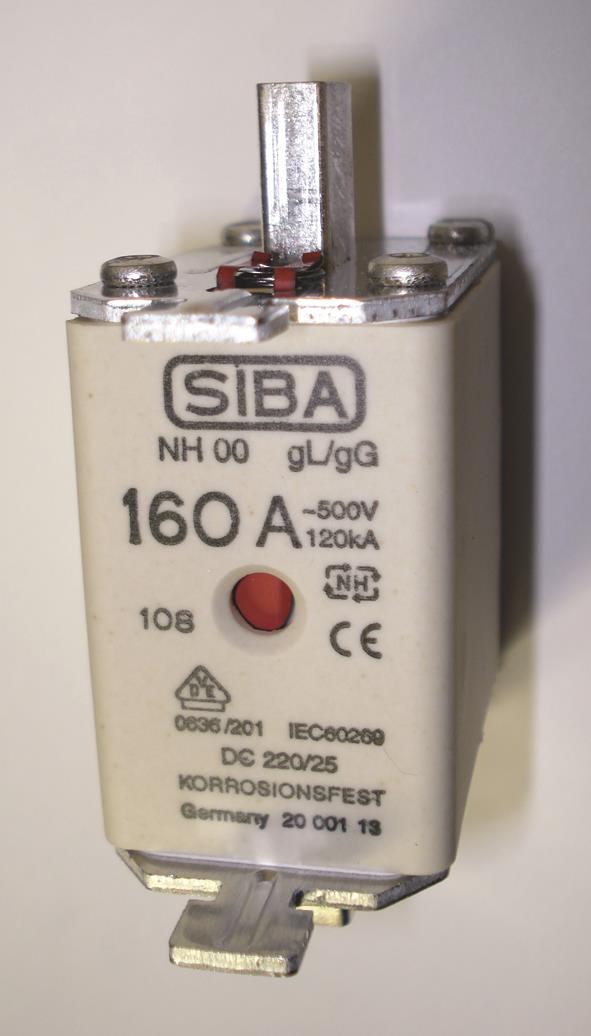 SIBA
NH 00 gL/gG
160 A ~500V
120kA
NH
108
CE
VDE
0636/201 IEC60269
DC 220/25
KORROSIONSFEST
Germany 20 001 13